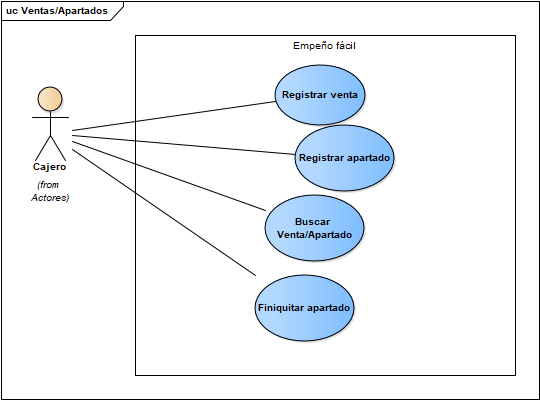 uc Ventas/Apartados
Empeño fácil
Registrar venta
Registrar apartado
Cajero
(from
Actores)
Buscar
Venta/Apartado
Finiquitar apartado